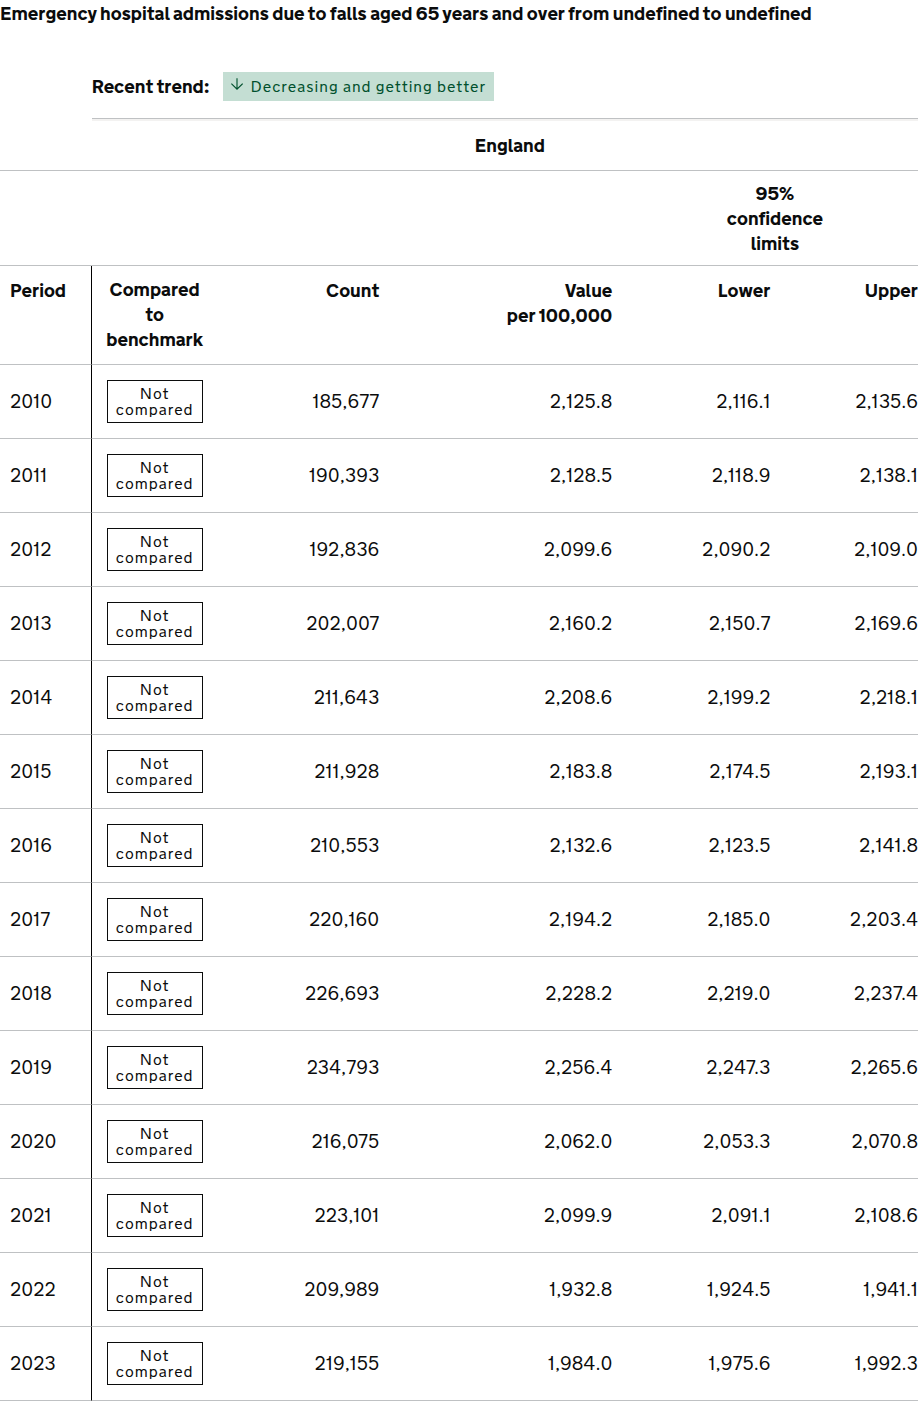 Emergency hospital admissions due to falls aged 65 years and over from undefined to undefined
Recent trend: ↓ Decreasing and getting better
England
95%
confidence
limits
Period Compared to benchmark Count Value per 100,000 Lower Upper
2010 Not compared 185,677 2,125.8 2,116.1 2,135.6
2011 Not compared 190,393 2,128.5 2,118.9 2,138.1
2012 Not compared 192,836 2,099.6 2,090.2 2,109.0
2013 Not compared 202,007 2,160.2 2,150.7 2,169.6
2014 Not compared 211,643 2,208.6 2,199.2 2,218.1
2015 Not compared 211,928 2,183.8 2,174.5 2,193.1
2016 Not compared 210,553 2,132.6 2,123.5 2,141.8
2017 Not compared 220,160 2,194.2 2,185.0 2,203.4
2018 Not compared 226,693 2,228.2 2,219.0 2,237.4
2019 Not compared 234,793 2,256.4 2,247.3 2,265.6
2020 Not compared 216,075 2,062.0 2,053.3 2,070.8
2021 Not compared 223,101 2,099.9 2,091.1 2,108.6
2022 Not compared 209,989 1,932.8 1,924.5 1,941.1
2023 Not compared 219,155 1,984.0 1,975.6 1,992.3